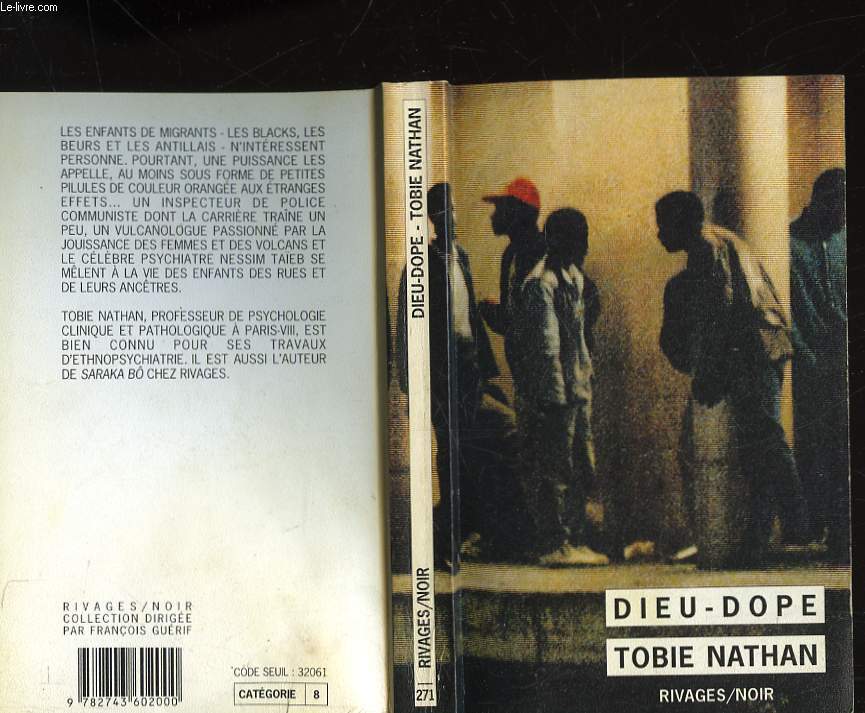 Le-livre.com
LES ENFANTS DE MIGRANTS - LES BLACKS, LES
BEURS ET LES ANTILLAIS - N'INTÉRESSENT
PERSONNE. POURTANT, UNE PUISSANCE LES
APPELLE, AU MOINS SOUS FORME DE PETITES
PILULES DE COULEUR ORANGÉE AUX ÉTRANGES
EFFETS... UN INSPECTEUR DE POLICE
COMMUNISTE DONT LA CARRIÈRE TRAÎNE UN
PEU, UN VULCANOLOGUE PASSIONNÉ PAR LA
JOUISSANCE DES FEMMES ET DES VOLCANS ET
LE CÉLÈBRE PSYCHIATRE NESSIM TAÏEB SE
MÊLENT À LA VIE DES ENFANTS DES RUES ET
DE LEURS ANCÊTRES.
TOBIE NATHAN, PROFESSEUR DE PSYCHOLOGIE
CLINIQUE ET PATHOLOGIQUE À PARIS-VIII, EST
BIEN CONNU POUR SES TRAVAUX
D'ETHNOPSYCHIATRIE. IL EST AUSSI L'AUTEUR
DE SARAKA BÔ CHEZ RIVAGES.
RIVAGES/NOIR
COLLECTION DIRIGÉE
PAR FRANÇOIS GUÉRIF
9 782743 602000
CODE SEUIL : 32061
CATÉGORIE 8
DIEU-DOPE - TOBIE NATHAN
RIVAGES/NOIR
271
DIEU-DOPE
TOBIE NATHAN
RIVAGES/NOIR